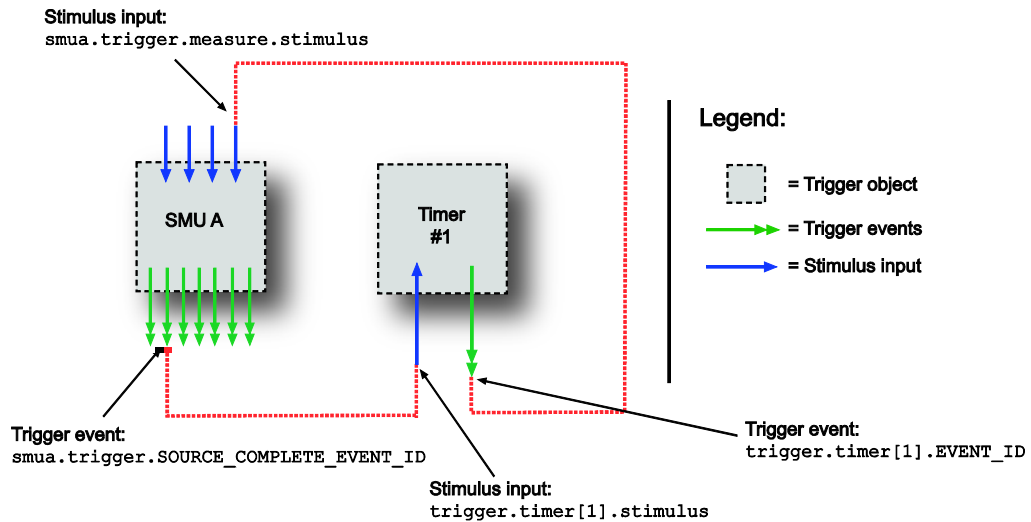 Stimulus input:
smua.trigger.measure.stimulus
Legend:
SMU A
Timer
#1
= Trigger object
= Trigger events
= Stimulus input
Trigger event:
smua.trigger.SOURCE_COMPLETE_EVENT_ID
Stimulus input:
trigger.timer[1].stimulus
Trigger event:
trigger.timer[1].EVENT_ID